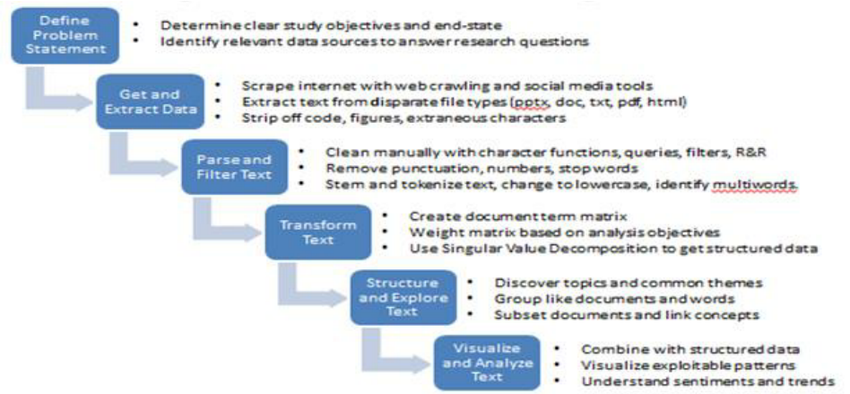 Define
Problem
Statement
• Determine clear study objectives and end-state
• Identify relevant data sources to answer research questions
Get and
Extract Data
• Scrape internet with web crawling and social media tools
• Extract text from disparate file types (pptx, doc, txt, pdf, html)
• Strip off code, figures, extraneous characters
Parse and
Filter Text
• Clean manually with character functions, queries, filters, R&R
• Remove punctuation, numbers, stop words
• Stem and tokenize text, change to lowercase, identify multiwords.
Transform
Text
• Create document term matrix
• Weight matrix based on analysis objectives
• Use Singular Value Decomposition to get structured data
Structure
and Explore
Text
• Discover topics and common themes
• Group like documents and words
• Subset documents and link concepts
Visualize
and Analyze
Text
• Combine with structured data
• Visualize exploitable patterns
• Understand sentiments and trends